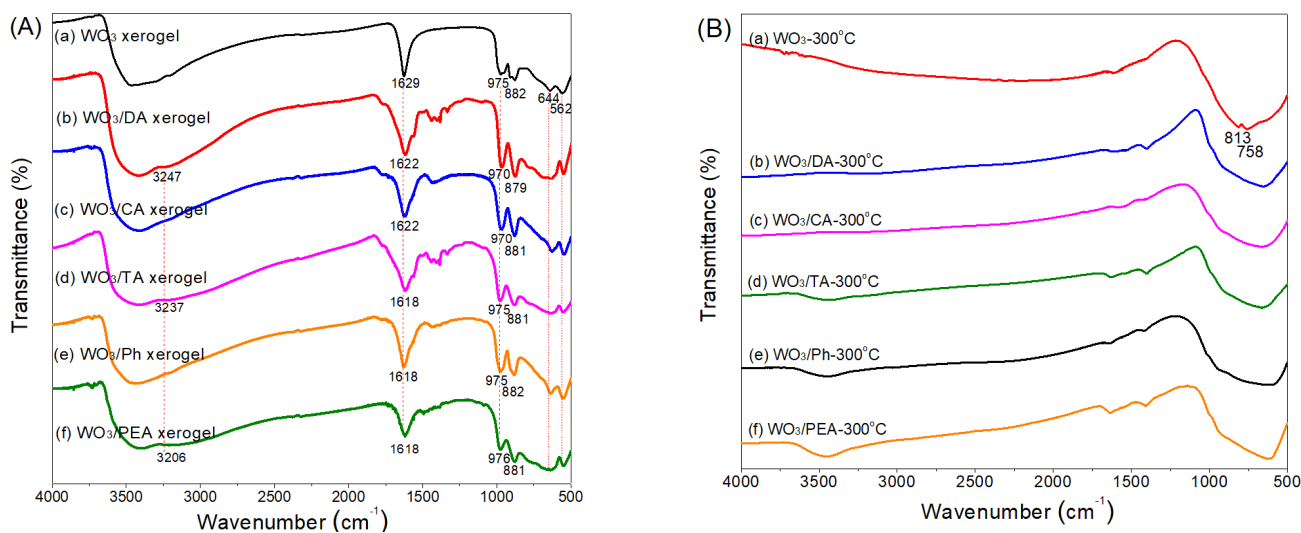 (A)
(a) WO₃ xerogel
1629
975
882
644
562
(b) WO₃/DA xerogel
3247
1622
970
879
(c) WO₃/CA xerogel
1622
970
881
(d) WO₃/TA xerogel
3237
1618
975
881
(e) WO₃/Ph xerogel
1618
975
882
(f) WO₃/PEA xerogel
3206
1618
976
881
Transmittance (%)
4000 3500 3000 2500 2000 1500 1000 500
Wavenumber (cm⁻¹)
(B)
(a) WO₃-300°C
813
758
(b) WO₃/DA-300°C
(c) WO₃/CA-300°C
(d) WO₃/TA-300°C
(e) WO₃/Ph-300°C
(f) WO₃/PEA-300°C
Transmittance (%)
4000 3500 3000 2500 2000 1500 1000 500
Wavenumber (cm⁻¹)